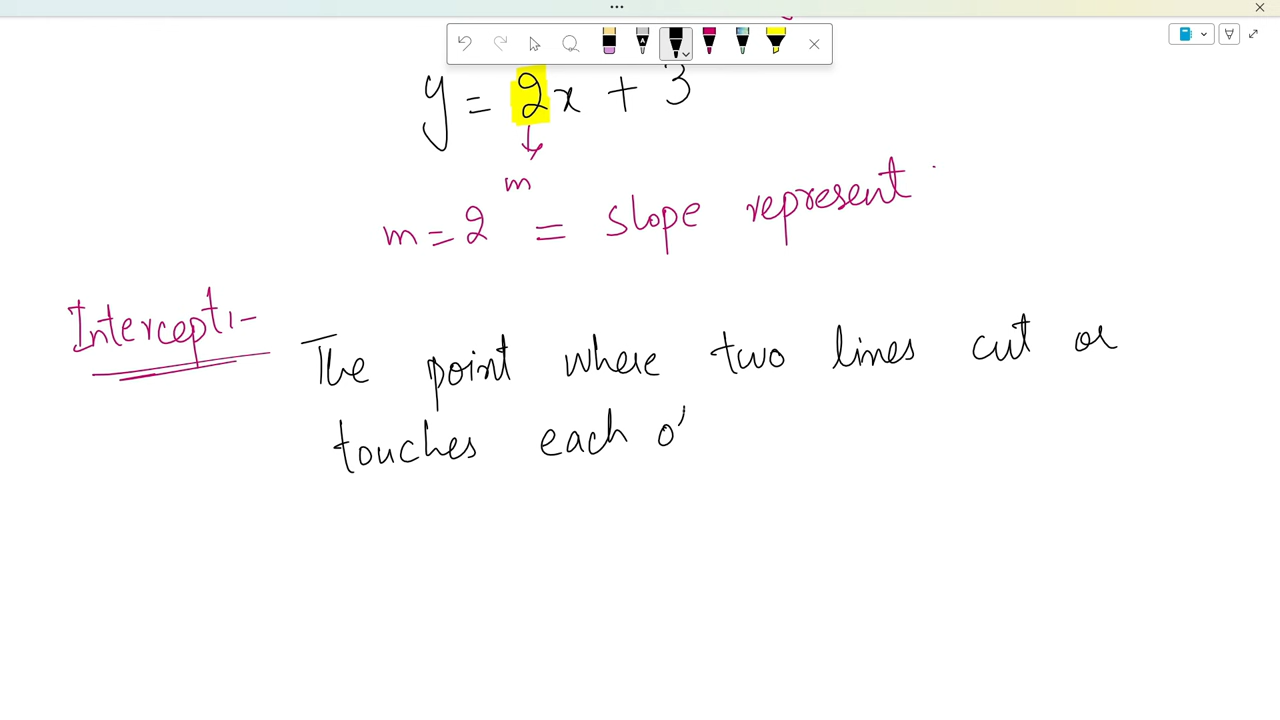 y = 2x + 3
m
m = 2 = slope represent
Intercept:-
The point where two lines cut or
touches each o